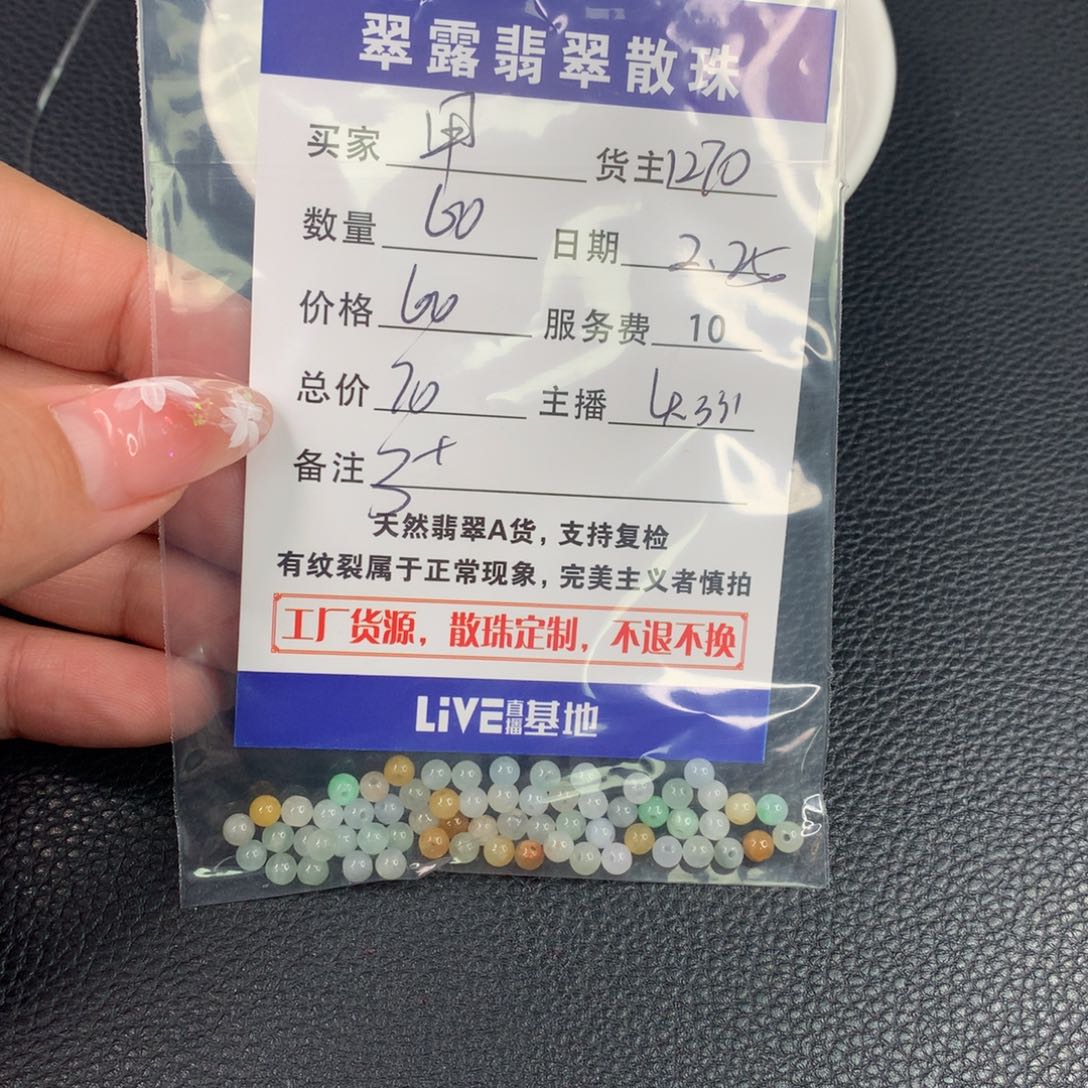 翠露翡翠散珠
买家 甲 货主 1270
数量 60 日期 2.25
价格 60 服务费 10
总价 70 主播
备注 3+
天然翡翠A货，支持复检
有纹裂属于正常现象，完美主义者慎拍
工厂货源，散珠定制，不退不换
LiVE直播基地